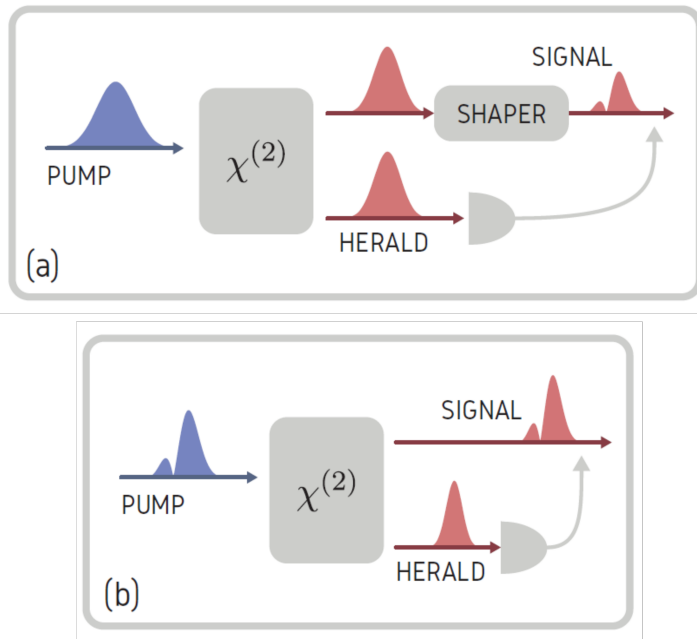 SIGNAL
SHAPER
χ(2)
PUMP
HERALD
(a)
SIGNAL
χ(2)
PUMP
HERALD
(b)